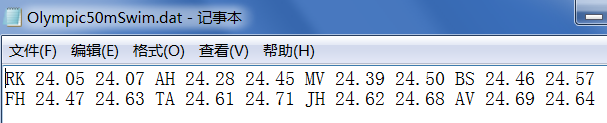 Olympic50mSwim.dat - 记事本
文件(F) 编辑(E) 格式(O) 查看(V) 帮助(H)
RK 24.05 24.07 AH 24.28 24.45 MV 24.39 24.50 BS 24.46 24.57
FH 24.47 24.63 TA 24.61 24.71 JH 24.62 24.68 AV 24.69 24.64